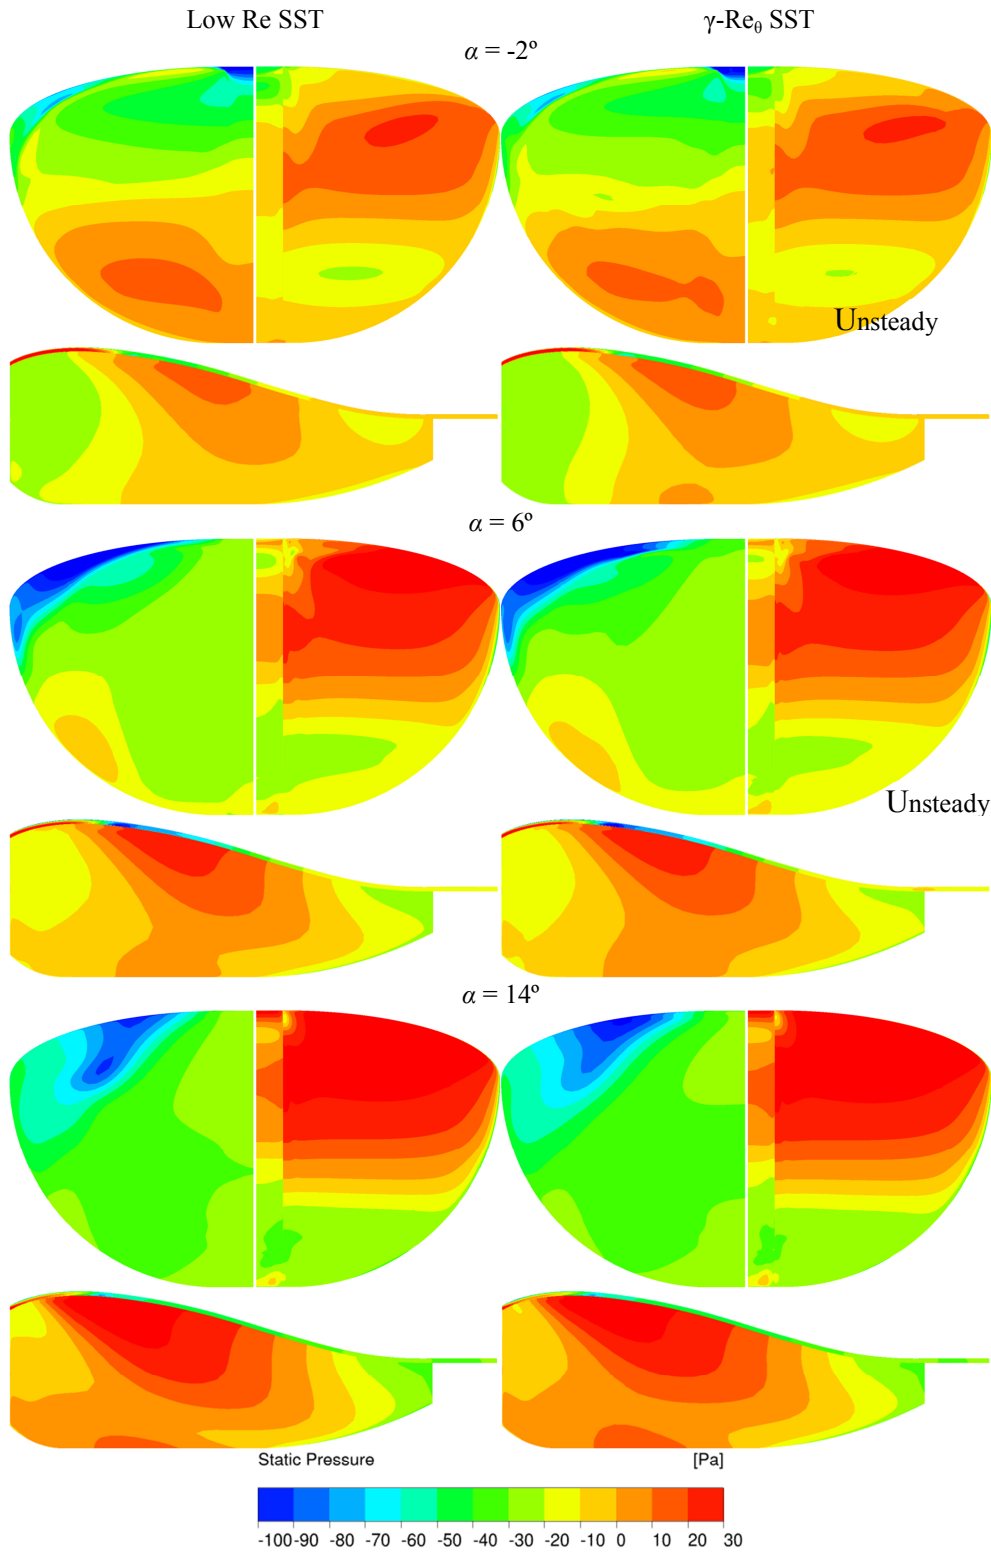 Low Re SST γ-Reθ SST
α = -2º
Unsteady
α = 6º
Unsteady
α = 14º
Static Pressure [Pa]
-100 -90 -80 -70 -60 -50 -40 -30 -20 -10 0 10 20 30